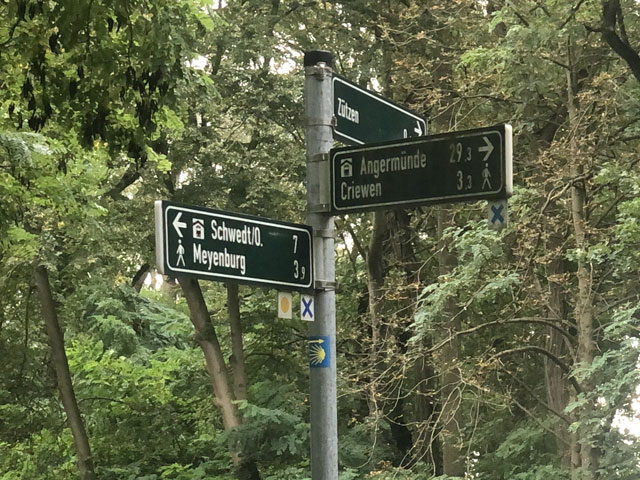 Zützen
Angermünde 29,3
Criewen 3,3
Schwedt/O. 7
Meyenburg 3,9